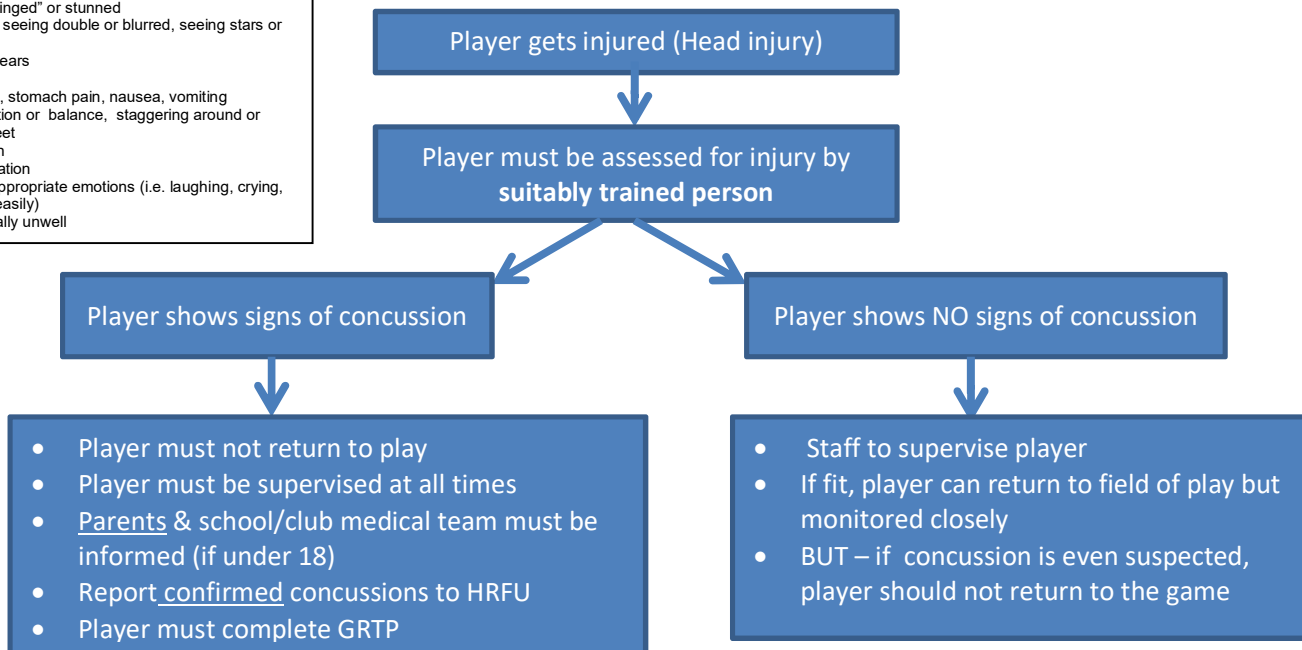 inged” or stunned
seeing double or blurred, seeing stars or
ears
, stomach pain, nausea, vomiting
tion or balance, staggering around or
eet
ation
ppropriate emotions (i.e. laughing, crying,
easily)
ally unwell
Player gets injured (Head injury)
Player must be assessed for injury by
suitably trained person
Player shows signs of concussion
Player shows NO signs of concussion
• Player must not return to play
• Player must be supervised at all times
• Parents & school/club medical team must be
informed (if under 18)
• Report confirmed concussions to HRFU
• Player must complete GRTP
• Staff to supervise player
• If fit, player can return to field of play but
monitored closely
• BUT – if concussion is even suspected,
player should not return to the game